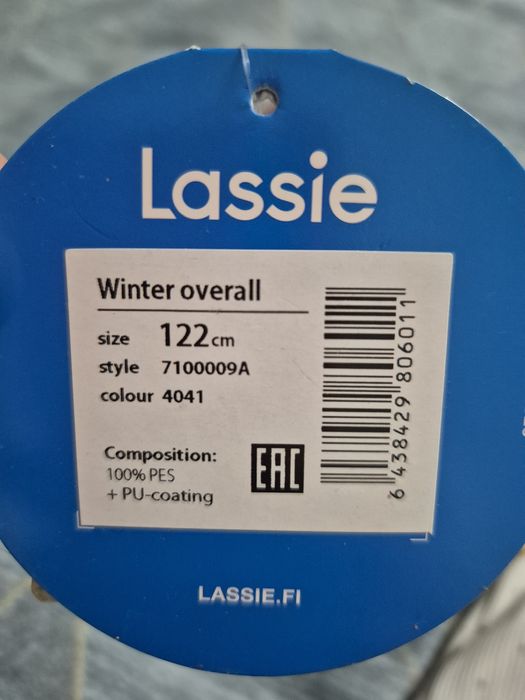 Lassie
Winter overall
size 122cm
style 7100009A
colour 4041
Composition:
100% PES
+ PU-coating
EAC
6 438429 806011
LASSIE.FI